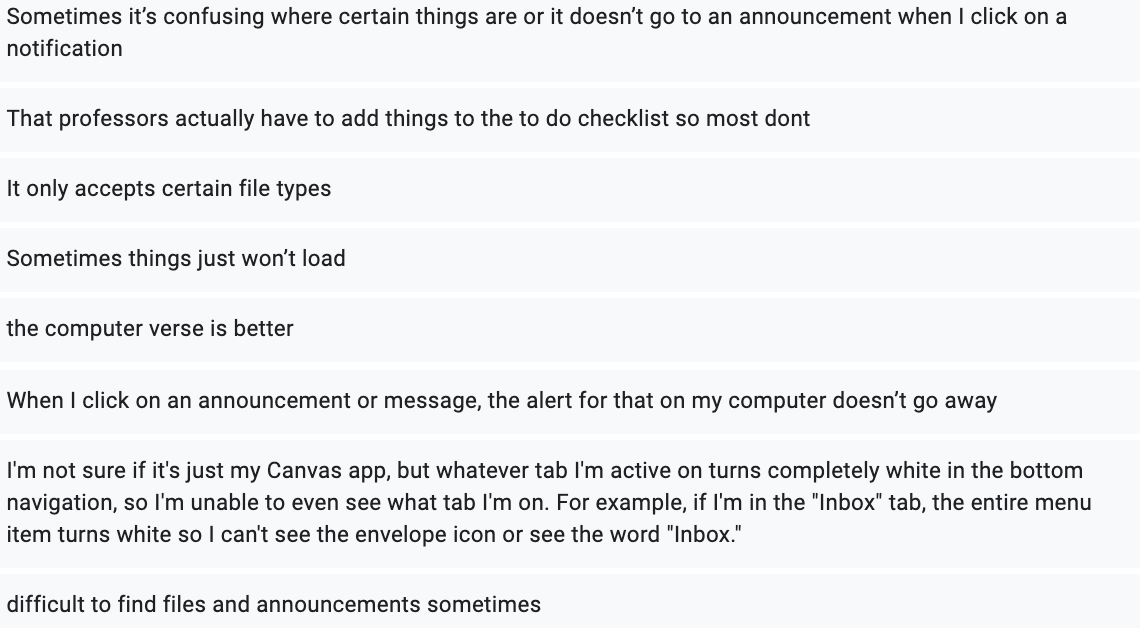 Sometimes it’s confusing where certain things are or it doesn’t go to an announcement when I click on a
notification
That professors actually have to add things to the to do checklist so most dont
It only accepts certain file types
Sometimes things just won’t load
the computer verse is better
When I click on an announcement or message, the alert for that on my computer doesn’t go away
I'm not sure if it's just my Canvas app, but whatever tab I'm active on turns completely white in the bottom
navigation, so I'm unable to even see what tab I'm on. For example, if I'm in the "Inbox" tab, the entire menu
item turns white so I can't see the envelope icon or see the word "Inbox."
difficult to find files and announcements sometimes